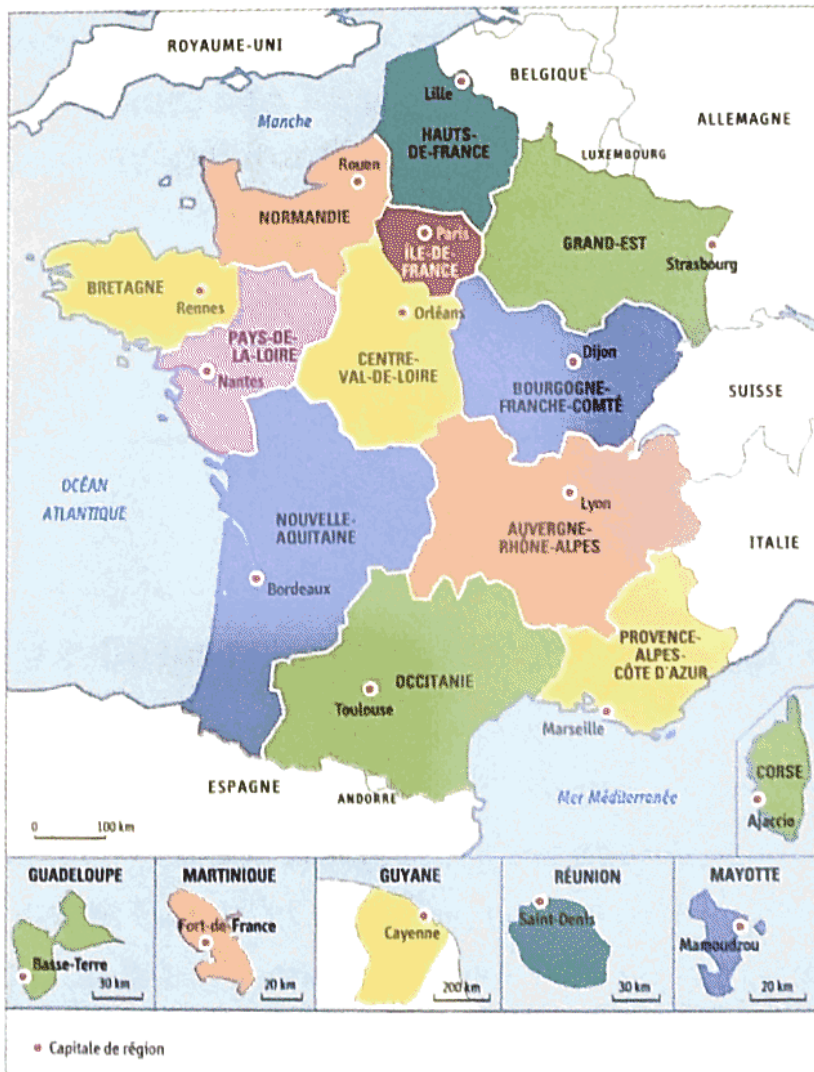 ROYAUME-UNI
BELGIQUE
Lille
ALLEMAGNE
Manche
HAUTS-
DE-FRANCE
LUXEMBOURG
Rouen
NORMANDIE
Paris
ÎLE-DE-
FRANCE
GRAND-EST
Strasbourg
BRETAGNE
Rennes
Orléans
PAYS-DE-
LA-LOIRE
Nantes
CENTRE-
VAL-DE-LOIRE
Dijon
BOURGOGNE-
FRANCHE-COMTÉ
SUISSE
OCÉAN
ATLANTIQUE
NOUVELLE-
AQUITAINE
Lyon
AUVERGNE-
RHÔNE-ALPES
ITALIE
Bordeaux
PROVENCE-
ALPES-
CÔTE D'AZUR
OCCITANIE
Toulouse
Marseille
ESPAGNE
ANDORRE
Mer Méditerranée
CORSE
Ajaccio
0 100 km
GUADELOUPE
Basse-Terre
30 km
MARTINIQUE
Fort-de-France
20 km
GUYANE
Cayenne
200 km
RÉUNION
Saint-Denis
30 km
MAYOTTE
Mamoudzou
20 km
Capitale de région